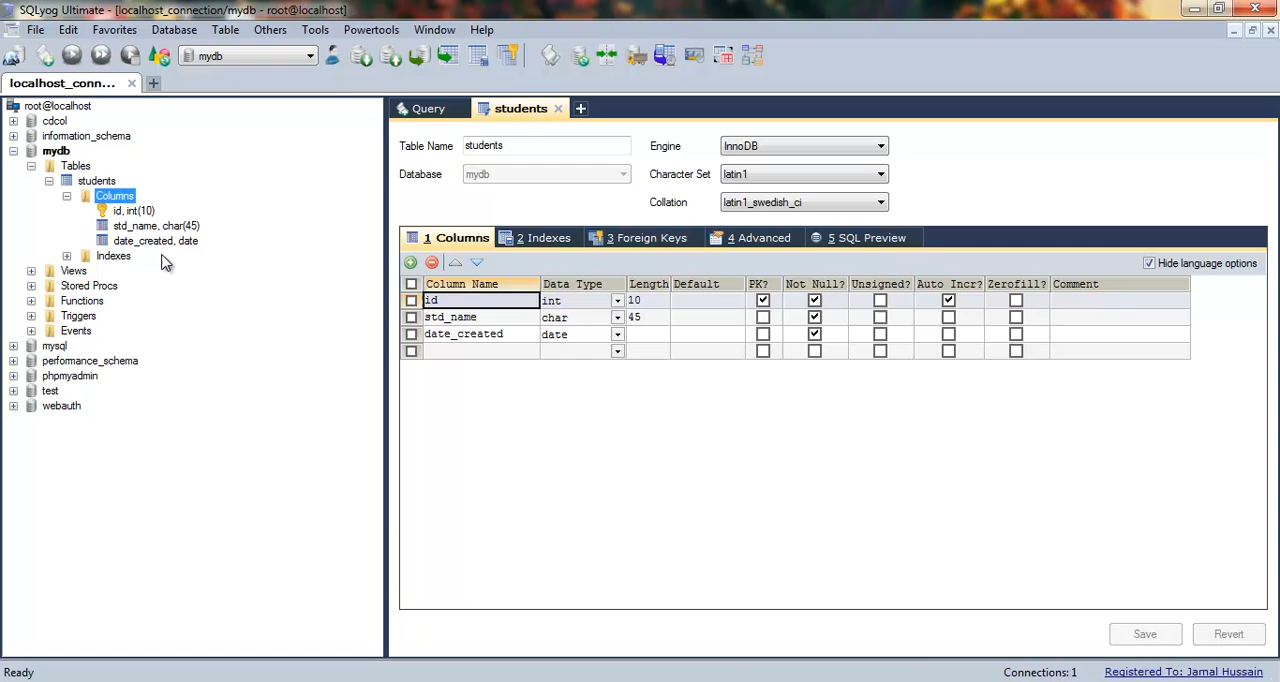 SQLyog Ultimate - [localhost_connection/mydb - root@localhost]
File Edit Favorites Database Table Others Tools Powertools Window Help
mydb
localhost_conn...
root@localhost
cdcol
information_schema
mydb
Tables
students
Columns
id, int(10)
std_name, char(45)
date_created, date
Indexes
Views
Stored Procs
Functions
Triggers
Events
mysql
performance_schema
phpmyadmin
test
webauth
Query students
Table Name students Engine InnoDB
Database mydb Character Set latin1
Collation latin1_swedish_ci
1 Columns 2 Indexes 3 Foreign Keys 4 Advanced 5 SQL Preview
Hide language options
Column Name Data Type Length Default PK? Not Null? Unsigned? Auto Incr? Zerofill? Comment
id int 10
std_name char 45
date_created date
Save Revert
Ready Connections: 1 Registered To: Jamal Hussain